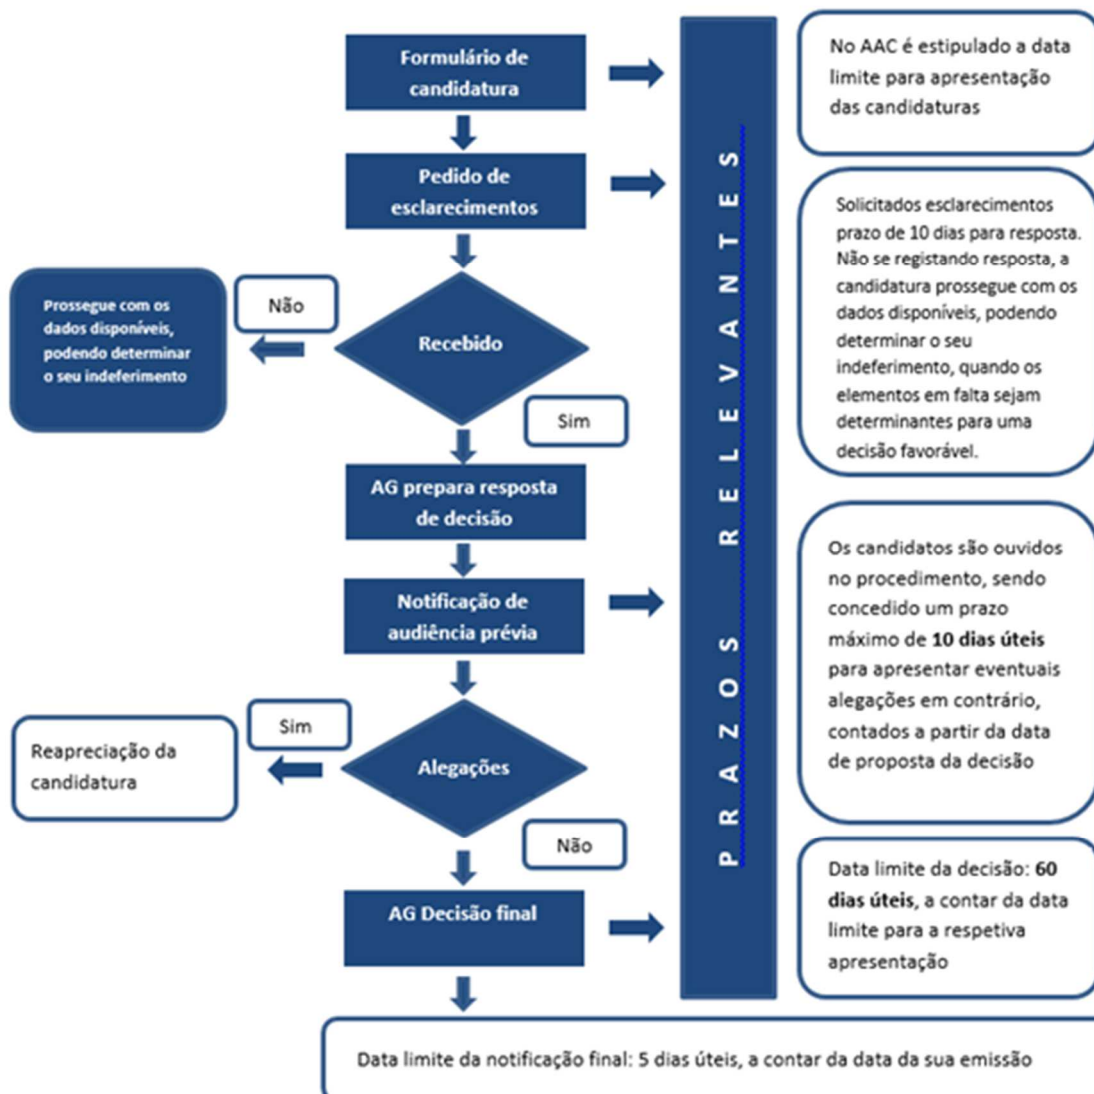 Formulário de
candidatura
No AAC é estipulado a data
limite para apresentação
das candidaturas
Pedido de
esclarecimentos
Solicitados esclarecimentos
prazo de 10 dias para resposta.
Não se registando resposta, a
candidatura prossegue com os
dados disponíveis, podendo
determinar o seu
indeferimento, quando os
elementos em falta sejam
determinantes para uma
decisão favorável.
Recebido
Não
Prossegue com os
dados disponíveis,
podendo determinar
o seu indeferimento
Sim
AG prepara resposta
de decisão
Notificação de
audiência prévia
Os candidatos são ouvidos
no procedimento, sendo
concedido um prazo
máximo de 10 dias úteis
para apresentar eventuais
alegações em contrário,
contados a partir da data
de proposta da decisão
Alegações
Sim
Reapreciação da
candidatura
Não
AG Decisão final
Data limite da decisão: 60
dias úteis, a contar da data
limite para a respetiva
apresentação
PRAZOS RELEVANTES
Data limite da notificação final: 5 dias úteis, a contar da data da sua emissão